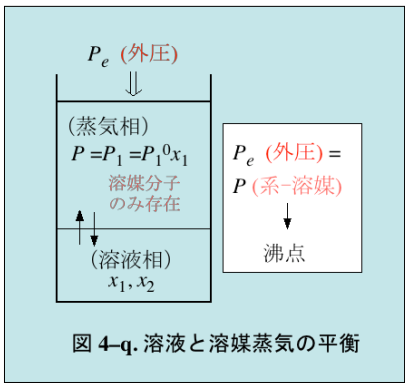 Pₑ (外圧)
(蒸気相)
P =P₁ =P₁⁰x₁
溶媒分子
のみ存在
(溶液相)
x₁, x₂
Pₑ (外圧) =
P (系-溶媒)
沸点
図 4–q. 溶液と溶媒蒸気の平衡